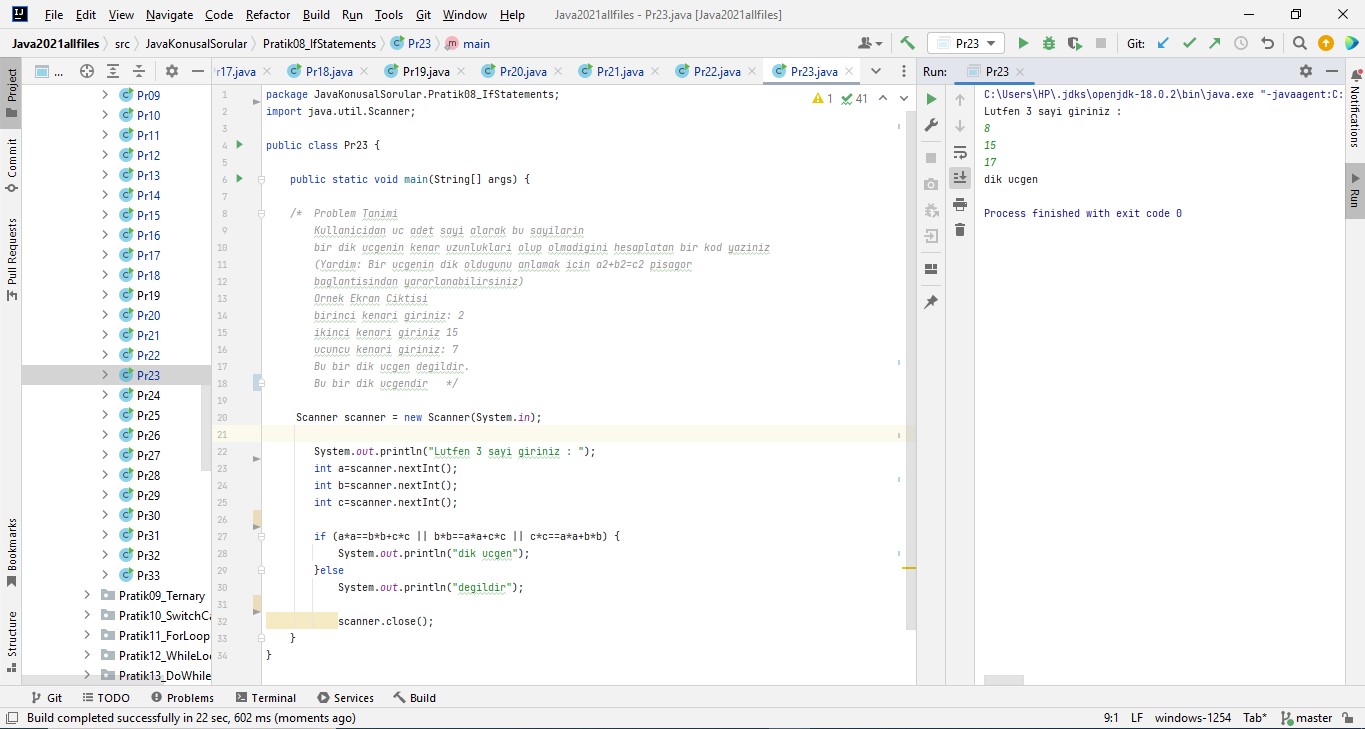 File Edit View Navigate Code Refactor Build Run Tools Git Window Help Java2021allfiles - Pr23.java [Java2021allfiles]
Java2021allfiles src JavaKonusalSorular Pratik08_IfStatements Pr23 main Pr23 Git:
Project
Commit
Pull Requests
Bookmarks
Structure
...
Pr09
Pr10
Pr11
Pr12
Pr13
Pr14
Pr15
Pr16
Pr17
Pr18
Pr19
Pr20
Pr21
Pr22
Pr23
Pr24
Pr25
Pr26
Pr27
Pr28
Pr29
Pr30
Pr31
Pr32
Pr33
Pratik09_Ternary
Pratik10_SwitchCa
Pratik11_ForLoop
Pratik12_WhileLoo
Pratik13_DoWhile
r17.java Pr18.java Pr19.java Pr20.java Pr21.java Pr22.java Pr23.java
1 package JavaKonusalSorular.Pratik08_IfStatements; 1 41
2 import java.util.Scanner;
3
4 public class Pr23 {
5
6 public static void main(String[] args) {
7
8 /* Problem Tanimi
9 Kullanicidan uc adet sayi alarak bu sayilarin
10 bir dik ucgenin kenar uzunluklari olup olmadigini hesaplatan bir kod yaziniz
11 (Yardim: Bir ucgenin dik oldugunu anlamak icin a2+b2=c2 pisagor
12 baglantisindan yararlanabilirsiniz)
13 Ornek Ekran Ciktisi
14 birinci kenari giriniz: 2
15 ikinci kenari giriniz 15
16 ucuncu kenari giriniz: 7
17 Bu bir dik ucgen degildir.
18 Bu bir dik ucgendir */
19
20 Scanner scanner = new Scanner(System.in);
21
22 System.out.println("Lutfen 3 sayi giriniz : ");
23 int a=scanner.nextInt();
24 int b=scanner.nextInt();
25 int c=scanner.nextInt();
26
27 if (a*a==b*b+c*c || b*b==a*a+c*c || c*c==a*a+b*b) {
28 System.out.println("dik ucgen");
29 }else
30 System.out.println("degildir");
31
32 scanner.close();
33 }
34 }
Run: Pr23
C:\Users\HP\.jdks\openjdk-18.0.2\bin\java.exe "-javaagent:C:
Lutfen 3 sayi giriniz :
8
15
17
dik ucgen
Process finished with exit code 0
Notifications
Run
Git TODO Problems Terminal Services Build
Build completed successfully in 22 sec, 602 ms (moments ago) 9:1 LF windows-1254 Tab* master